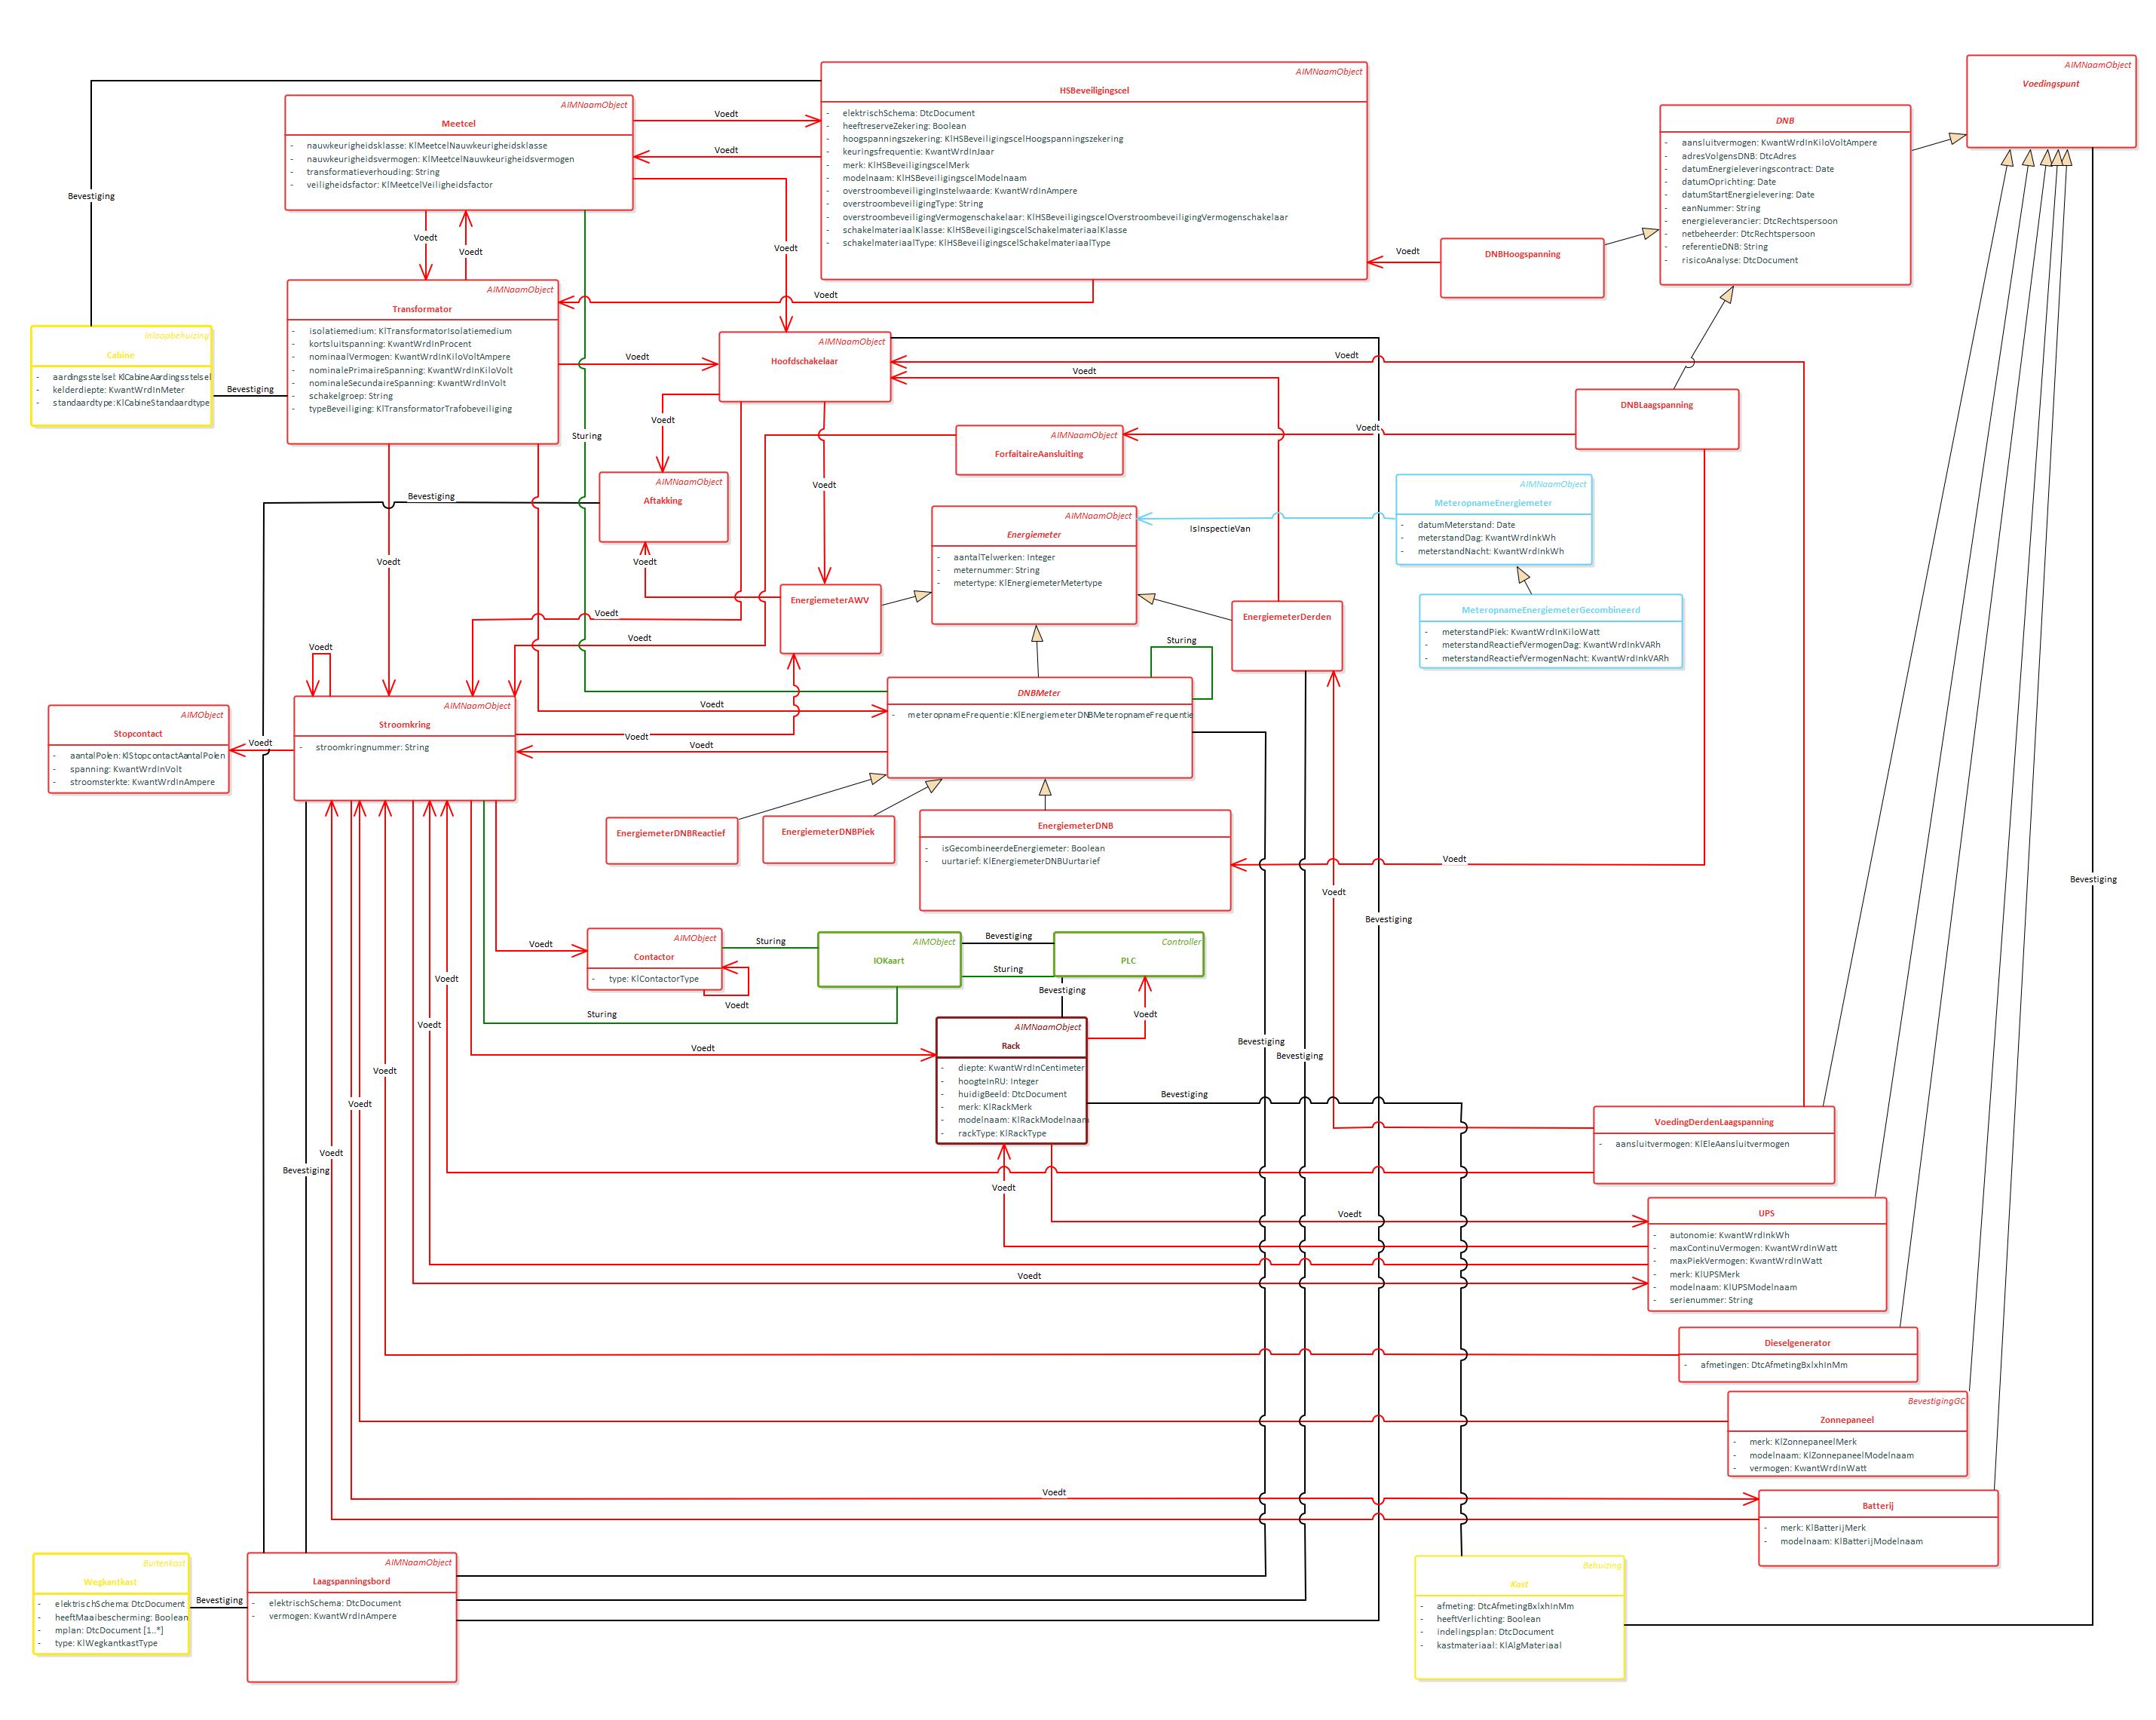 AIMNaamObject
Voedingspunt
AIMNaamObject
HSBeveiligingscel
- elektrischSchema: DtcDocument
- heeftreserveZekering: Boolean
- hoogspanningszekering: KlHSBeveiligingscelHoogspanningszekering
- keuringsfrequentie: KwantWrdInJaar
- merk: KlHSBeveiligingscelMerk
- modelnaam: KlHSBeveiligingscelModelnaam
- overstroombeveiligingInstelwaarde: KwantWrdInAmpere
- overstroombeveiligingType: String
- overstroombeveiligingVermogenschakelaar: KlHSBeveiligingscelOverstroombeveiligingVermogenschakelaar
- schakelmateriaalKlasse: KlHSBeveiligingscelSchakelmateriaalKlasse
- schakelmateriaalType: KlHSBeveiligingscelSchakelmateriaalType
AIMNaamObject
Meetcel
- nauwkeurigheidsklasse: KlMeetcelNauwkeurigheidsklasse
- nauwkeurigheidsvermogen: KlMeetcelNauwkeurigheidsvermogen
- transformatieverhouding: String
- veiligheidsfactor: KlMeetcelVeiligheidsfactor
DNB
- aansluitvermogen: KwantWrdInKiloVoltAmpere
- adresVolgensDNB: DtcAdres
- datumEnergieleveringscontract: Date
- datumOprichting: Date
- datumStartEnergielevering: Date
- eanNummer: String
- energieleverancier: DtcRechtspersoon
- netbeheerder: DtcRechtspersoon
- referentieDNB: String
- risicoAnalyse: DtcDocument
Voedt
Voedt
Bevestiging
Voedt
Voedt
Voedt
Voedt
DNBHoogspanning
Voedt
AIMNaamObject
Transformator
- isolatiemedium: KlTransformatorIsolatiemedium
- kortsluitspanning: KwantWrdInProcent
- nominaalVermogen: KwantWrdInKiloVoltAmpere
- nominalePrimaireSpanning: KwantWrdInKiloVolt
- nominaleSecundaireSpanning: KwantWrdInVolt
- schakelgroep: String
- typeBeveiliging: KlTransformatorTrafobeveiliging
Inloopbehuizing
Cabine
- aardingsstelsel: KlCabineAardingsstelsel
- kelderdiepte: KwantWrdInMeter
- standaardtype: KlCabineStandaardtype
Bevestiging
Voedt
AIMNaamObject
Hoofdschakelaar
Voedt
Voedt
DNBLaagspanning
Voedt
Voedt
Sturing
AIMNaamObject
ForfaitaireAansluiting
AIMNaamObject
Aftakking
Bevestiging
Voedt
AIMNaamObject
MeteropnameEnergiemeter
- datumMeterstand: Date
- meterstandDag: KwantWrdInkWh
- meterstandNacht: KwantWrdInkWh
AIMNaamObject
Energiemeter
- aantalTelwerken: Integer
- meternummer: String
- metertype: KlEnergiemeterMetertype
IsInspectieVan
Voedt
Voedt
EnergiemeterAWV
EnergiemeterDerden
MeteropnameEnergiemeterGecombineerd
- meterstandPiek: KwantWrdInKiloWatt
- meterstandReactiefVermogenDag: KwantWrdInkVARh
- meterstandReactiefVermogenNacht: KwantWrdInkVARh
Voedt
Voedt
Voedt
Sturing
DNBMeter
- meteropnameFrequentie: KlEnergiemeterDNBMeteropnameFrequentie
AIMNaamObject
Stroomkring
- stroomkringnummer: String
AIMObject
Stopcontact
- aantalPolen: KlStopcontactAantalPolen
- spanning: KwantWrdInVolt
- stroomsterkte: KwantWrdInAmpere
Voedt
Voedt
Voedt
Voedt
EnergiemeterDNBReactief
EnergiemeterDNBPiek
EnergiemeterDNB
- isGecombineerdeEnergiemeter: Boolean
- uurtarief: KlEnergiemeterDNBUurtarief
Voedt
Voedt
Bevestiging
Bevestiging
AIMObject
Contactor
- type: KlContactorType
Voedt
Voedt
Sturing
AIMObject
IOKaart
Bevestiging
Sturing
Controller
PLC
Bevestiging
Voedt
Sturing
Voedt
Voedt
Voedt
Bevestiging
Bevestiging
AIMNaamObject
Rack
- diepte: KwantWrdInCentimeter
- hoogteInRU: Integer
- huidigBeeld: DtcDocument
- merk: KlRackMerk
- modelnaam: KlRackModelnaam
- rackType: KlRackType
Voedt
Voedt
Voedt
Voedt
Bevestiging
Bevestiging
VoedingDerdenLaagspanning
- aansluitvermogen: KlEleAansluitvermogen
Voedt
Voedt
UPS
- autonomie: KwantWrdInkWh
- maxContinuVermogen: KwantWrdInWatt
- maxPiekVermogen: KwantWrdInWatt
- merk: KlUPSMerk
- modelnaam: KlUPSModelnaam
- serienummer: String
Voedt
Dieselgenerator
- afmetingen: DtcAfmetingBxlxhInMm
BevestigingGC
Zonnepaneel
- merk: KlZonnepaneelMerk
- modelnaam: KlZonnepaneelModelnaam
- vermogen: KwantWrdInWatt
Voedt
Batterij
- merk: KlBatterijMerk
- modelnaam: KlBatterijModelnaam
Buitenkast
Wegkantkast
- elektrischSchema: DtcDocument
- heeftMaaibescherming: Boolean
- mplan: DtcDocument [1..*]
- type: KlWegkantkastType
Bevestiging
AIMNaamObject
Laagspanningsbord
- elektrischSchema: DtcDocument
- vermogen: KwantWrdInAmpere
Behuizing
Kast
- afmeting: DtcAfmetingBxlxhInMm
- heeftVerlichting: Boolean
- indelingsplan: DtcDocument
- kastmateriaal: KlAlgMateriaal